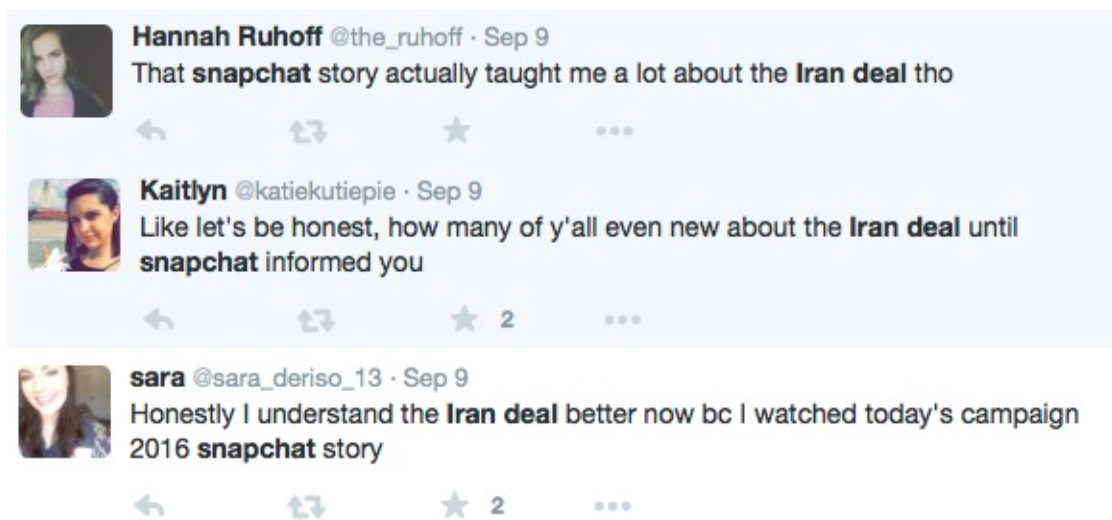 Hannah Ruhoff @the_ruhoff · Sep 9
That snapchat story actually taught me a lot about the Iran deal tho
Kaitlyn @katiekutiepie · Sep 9
Like let's be honest, how many of y'all even new about the Iran deal until
snapchat informed you
2
sara @sara_deriso_13 · Sep 9
Honestly I understand the Iran deal better now bc I watched today's campaign
2016 snapchat story
2